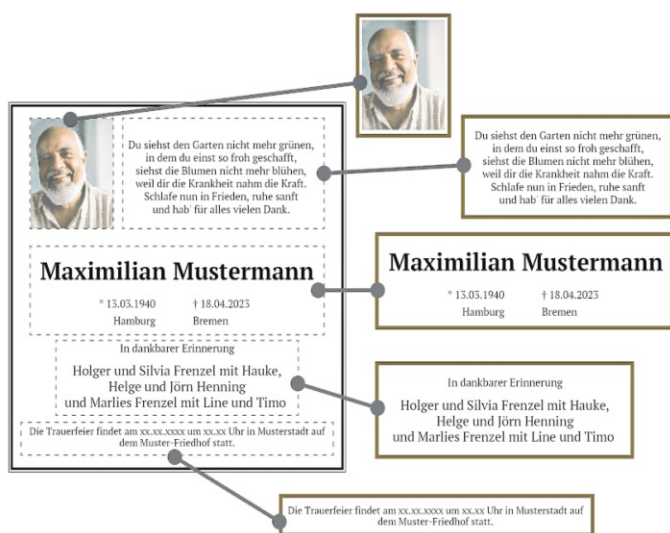 Du siehst den Garten nicht mehr grünen,
in dem du einst so froh geschafft,
siehst die Blumen nicht mehr blühen,
weil dir die Krankheit nahm die Kraft.
Schlafe nun in Frieden, ruhe sanft
und hab' für alles vielen Dank.
Maximilian Mustermann
* 13.03.1940 † 18.04.2023
Hamburg Bremen
In dankbarer Erinnerung
Holger und Silvia Frenzel mit Hauke,
Helge und Jörn Henning
und Marlies Frenzel mit Line und Timo
Die Trauerfeier findet am xx.xx.xxxx um xx.xx Uhr in Musterstadt auf
dem Muster-Friedhof statt.
Du siehst den Garten nicht mehr grünen,
in dem du einst so froh geschafft,
siehst die Blumen nicht mehr blühen,
weil dir die Krankheit nahm die Kraft.
Schlafe nun in Frieden, ruhe sanft
und hab' für alles vielen Dank.
Maximilian Mustermann
* 13.03.1940 † 18.04.2023
Hamburg Bremen
In dankbarer Erinnerung
Holger und Silvia Frenzel mit Hauke,
Helge und Jörn Henning
und Marlies Frenzel mit Line und Timo
Die Trauerfeier findet am xx.xx.xxxx um xx.xx Uhr in Musterstadt auf
dem Muster-Friedhof statt.